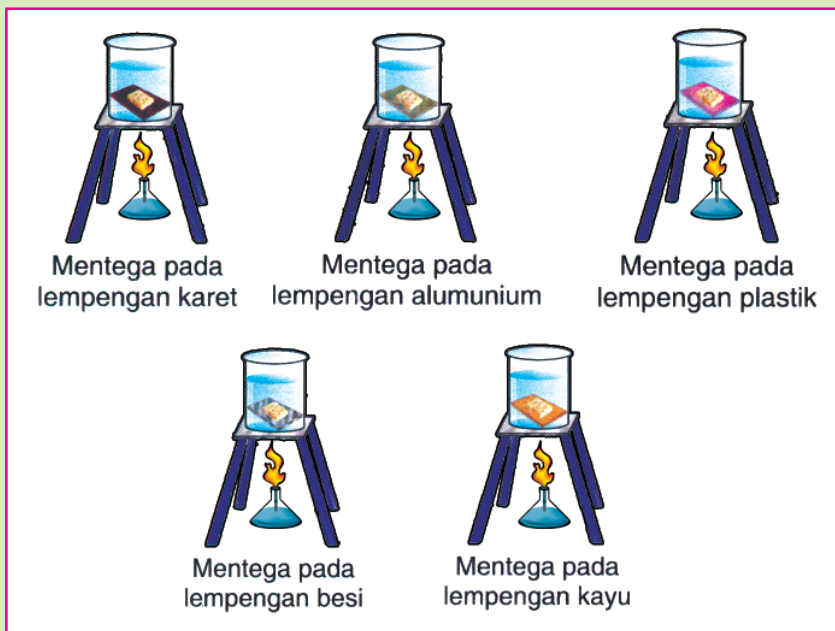 Mentega pada
lempengan karet
Mentega pada
lempengan alumunium
Mentega pada
lempengan plastik
Mentega pada
lempengan besi
Mentega pada
lempengan kayu